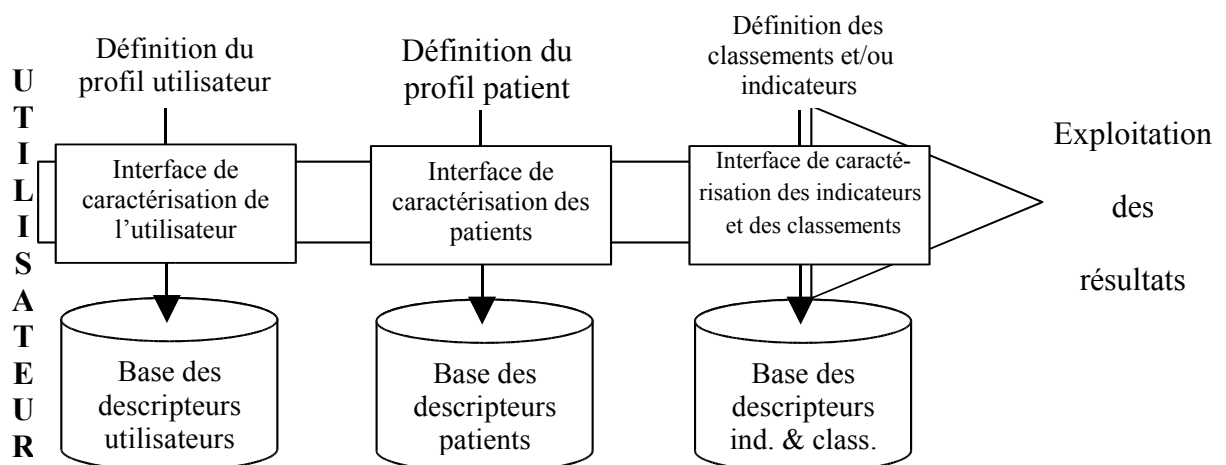 U
T
I
L
I
S
A
T
E
U
R
Définition du
profil utilisateur
Interface de
caractérisation de
l’utilisateur
Base des
descripteurs
utilisateurs
Définition du
profil patient
Interface de
caractérisation des
patients
Base des
descripteurs
patients
Définition des
classements et/ou
indicateurs
Interface de caracté-
risation des indicateurs
et des classements
Base des
descripteurs
ind. & class.
Exploitation
des
résultats